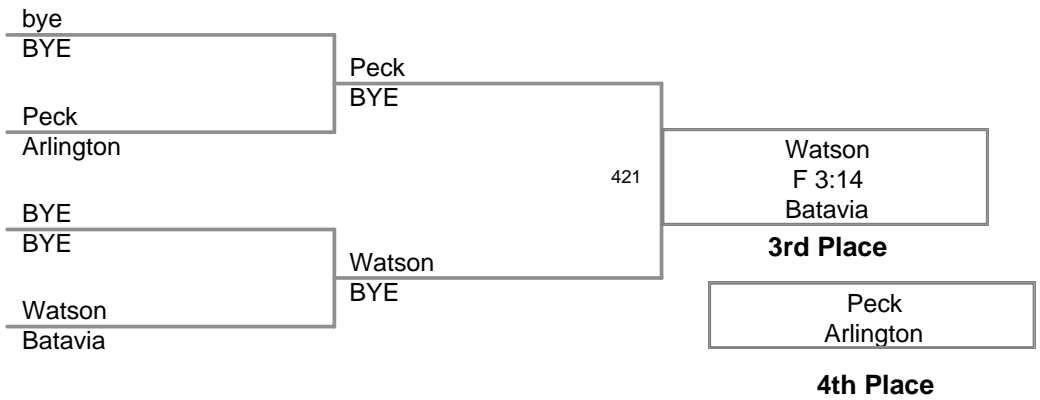 bye
BYE
Peck
BYE
Peck
Arlington
421
Watson
F 3:14
Batavia
3rd Place
BYE
BYE
Watson
BYE
Watson
Batavia
Peck
Arlington
4th Place